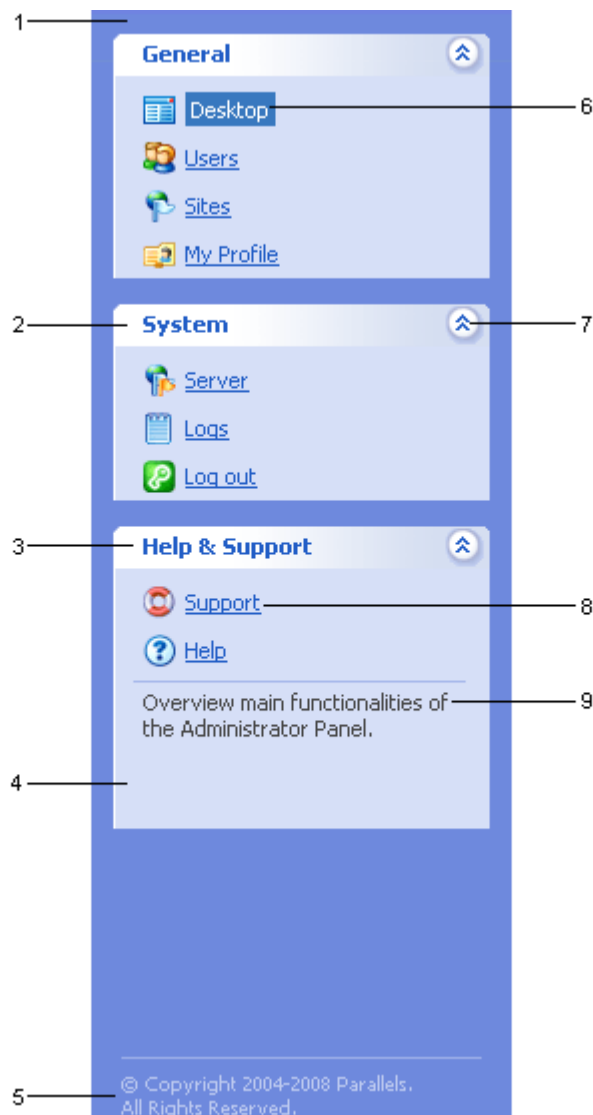 1
General
Desktop
6
Users
Sites
My Profile
2
System
7
Server
Logs
Log out
3
Help & Support
Support
8
Help
Overview main functionalities of
9
the Administrator Panel.
4
© Copyright 2004-2008 Parallels.
5
All Rights Reserved.